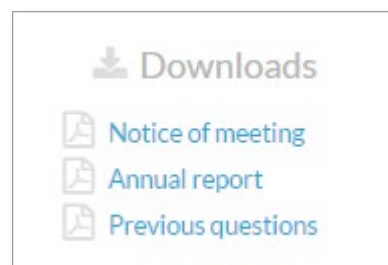 Downloads
Notice of meeting
Annual report
Previous questions